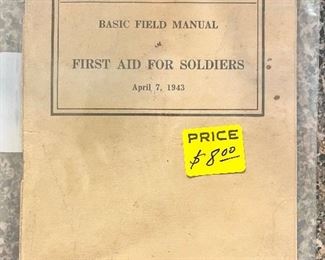 BASIC FIELD MANUAL
FIRST AID FOR SOLDIERS
April 7, 1943
PRICE
$ 8.00